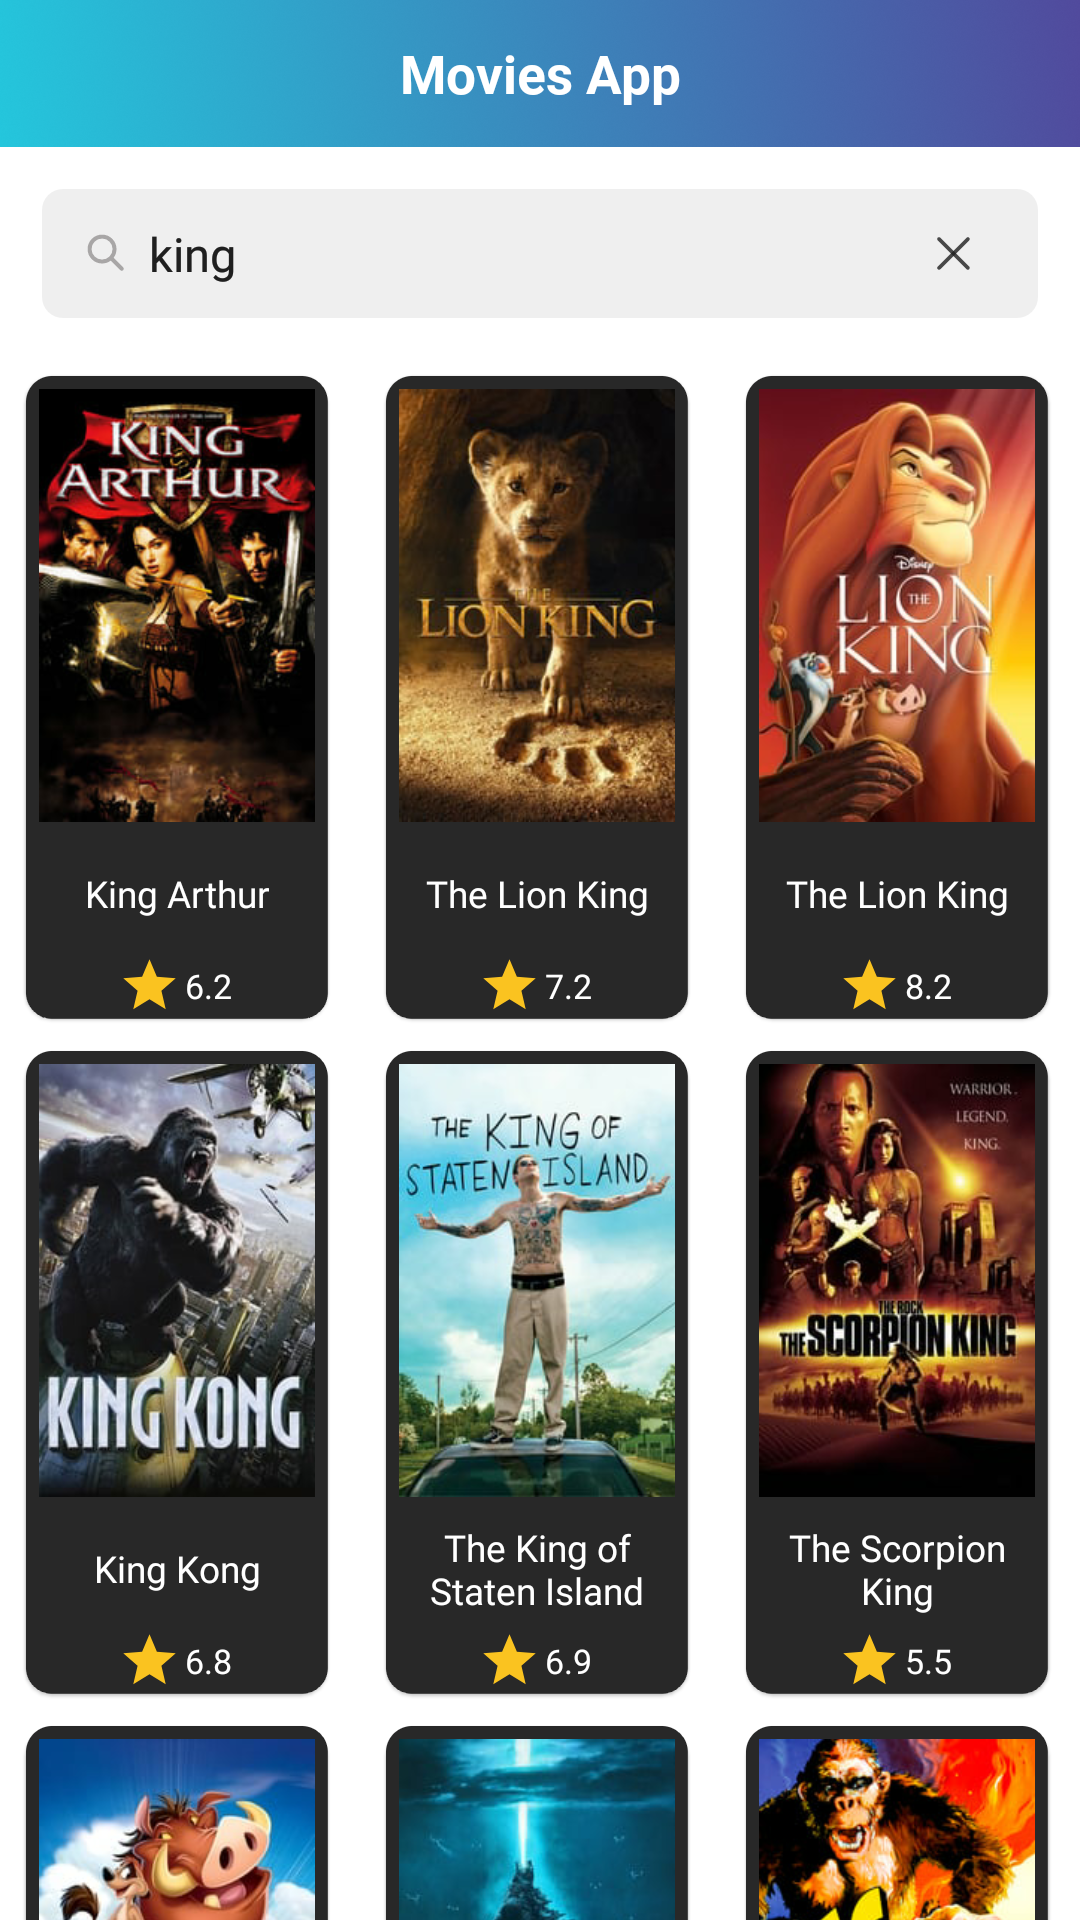 Movies App
king
KING
ARTHUR
THE
LION KING
Disney
THE
LION
KING
King Arthur
The Lion King
The Lion King
6.2
7.2
8.2
KING KONG
THE KING OF
STATEN ISLAND
WARRIOR.
LEGEND.
KING.
THE ROCK
THE SCORPION KING
King Kong
The King of
Staten Island
The Scorpion
King
6.8
6.9
5.5